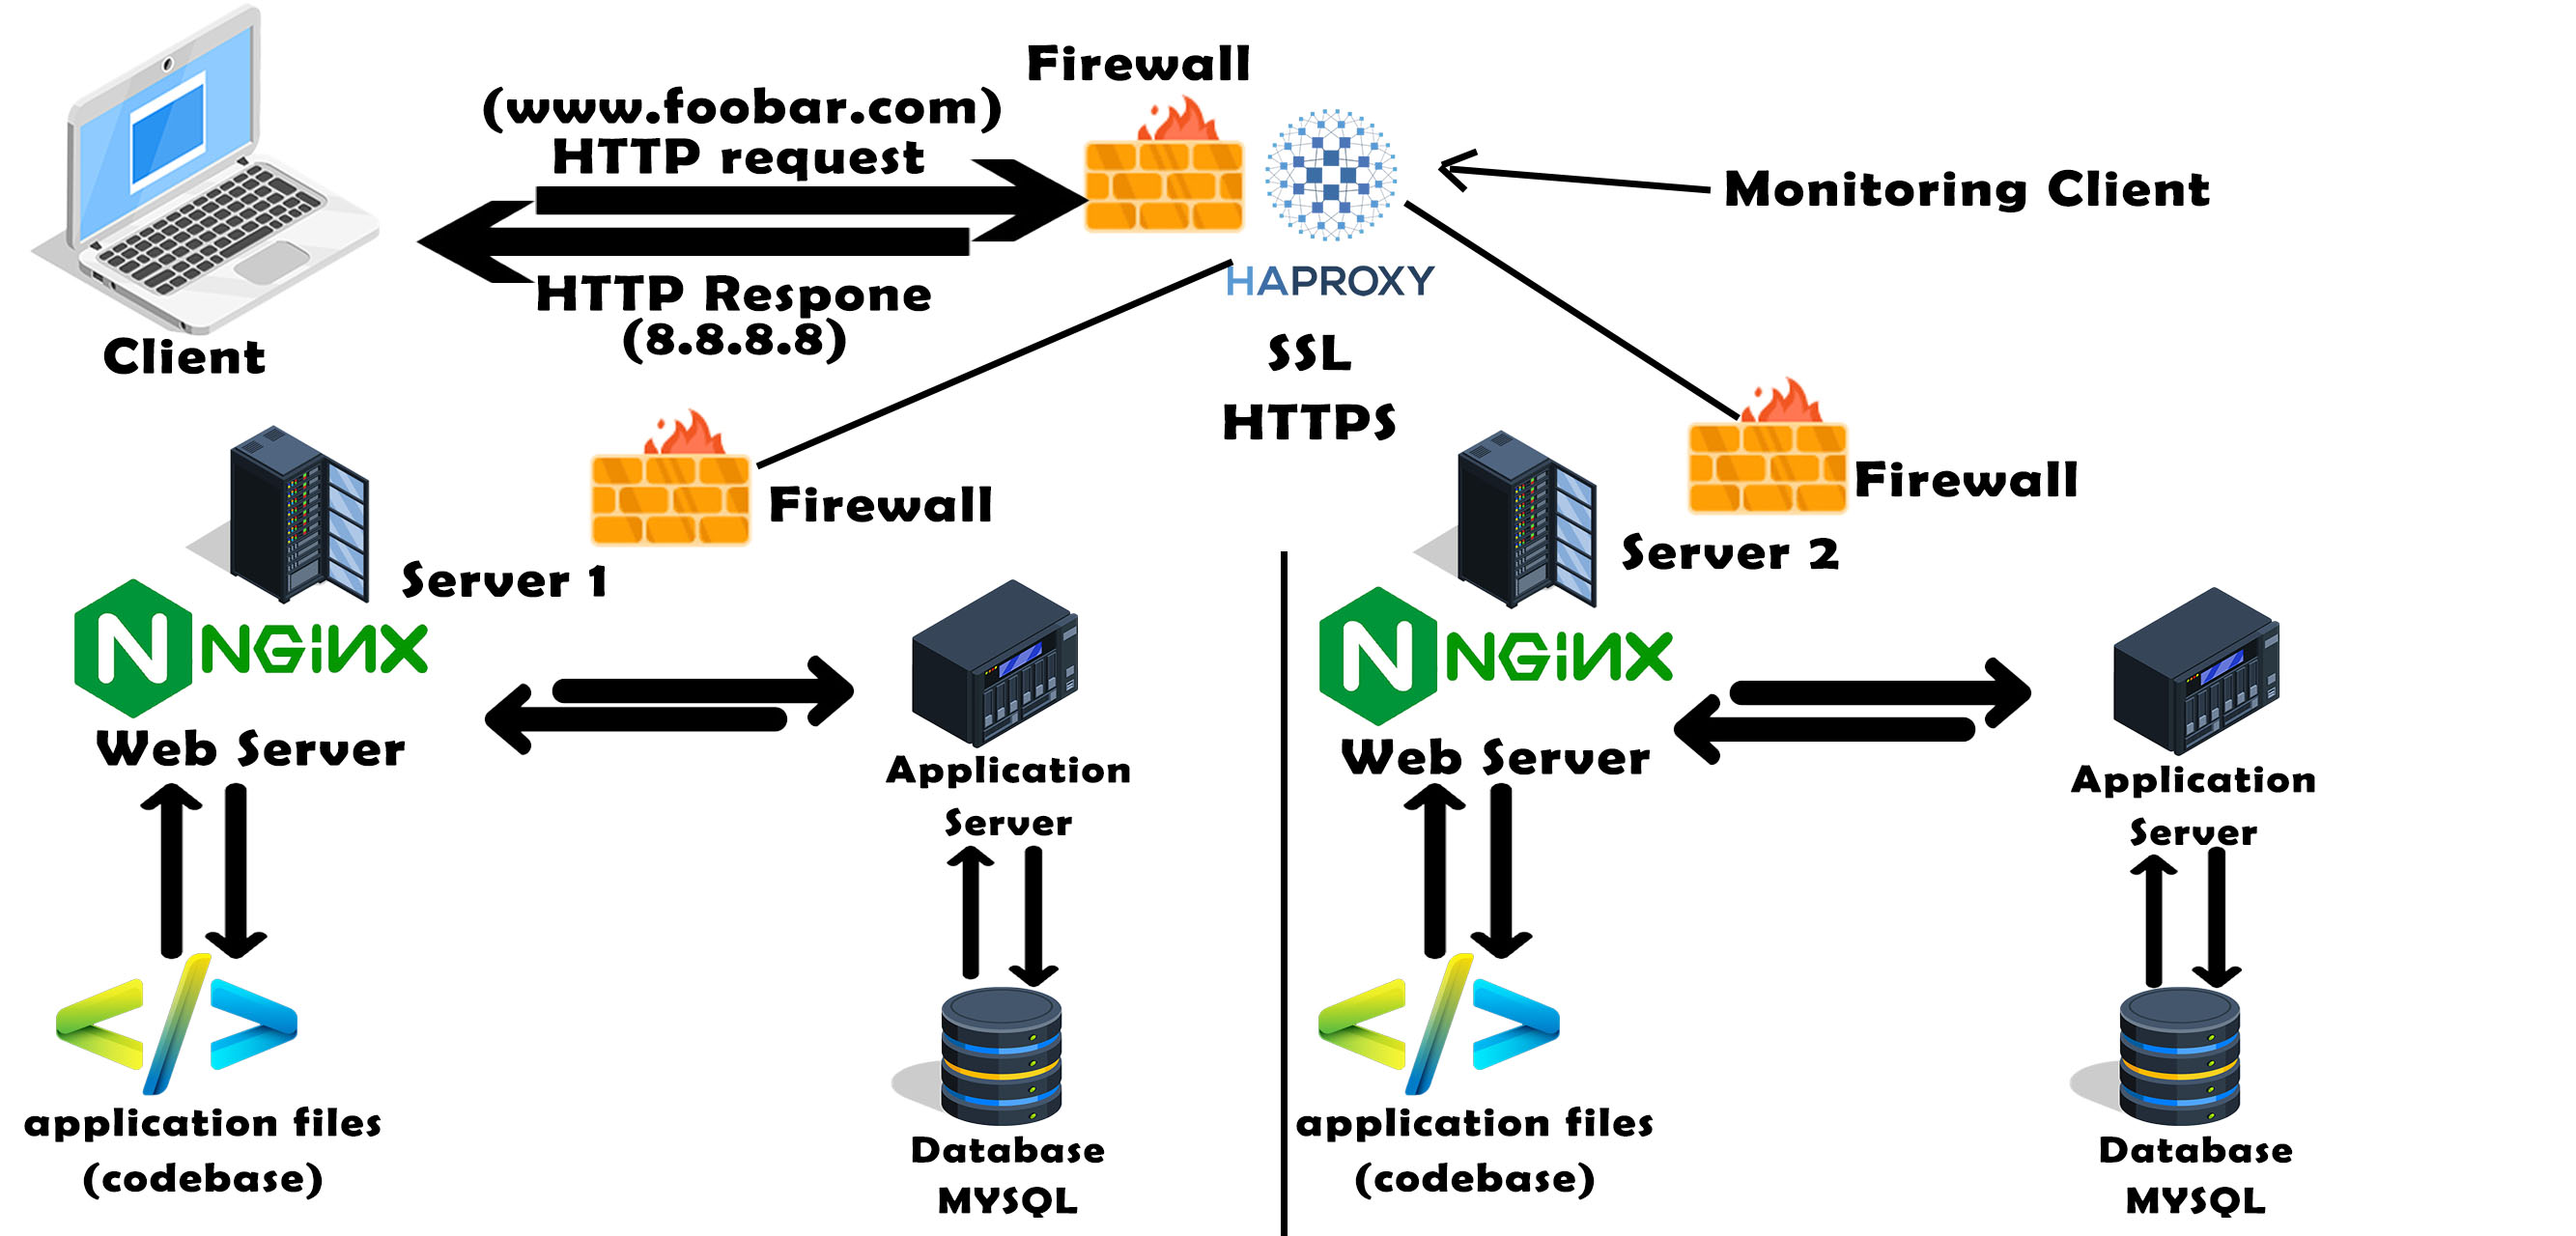 Firewall
(www.foobar.com)
HTTP request
Monitoring Client
HAPROXY
HTTP Respone
(8.8.8.8)
Client
SSL
HTTPS
Firewall
Firewall
Server 1
Server 2
N NGiNX
N NGiNX
Web Server
Web Server
Application
Server
Application
Server
application files
(codebase)
Database
MYSQL
application files
(codebase)
Database
MYSQL